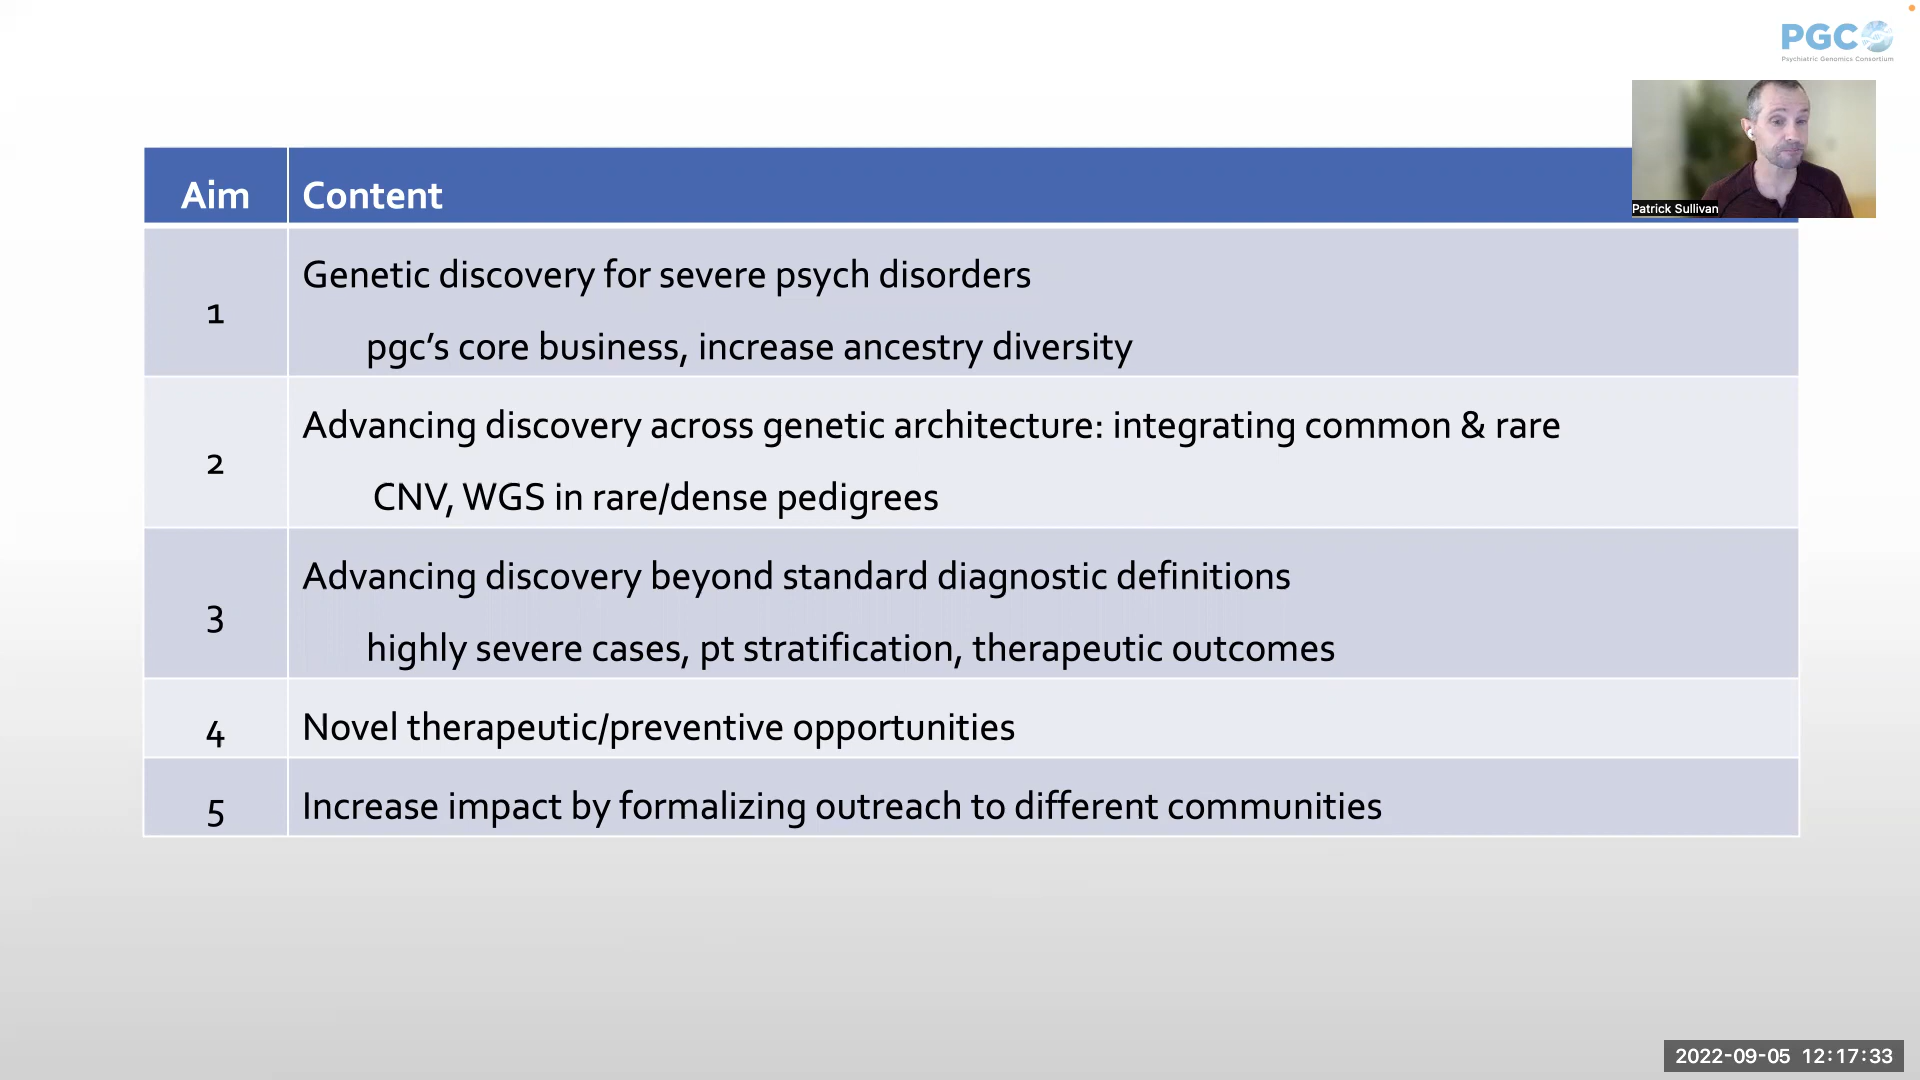 PGC
Psychiatric Genomics Consortium
Patrick Sullivan
Aim Content
1
Genetic discovery for severe psych disorders
pgc’s core business, increase ancestry diversity
2
Advancing discovery across genetic architecture: integrating common & rare
CNV, WGS in rare/dense pedigrees
3
Advancing discovery beyond standard diagnostic definitions
highly severe cases, pt stratification, therapeutic outcomes
4 Novel therapeutic/preventive opportunities
5 Increase impact by formalizing outreach to different communities
2022-09-05 12:17:33